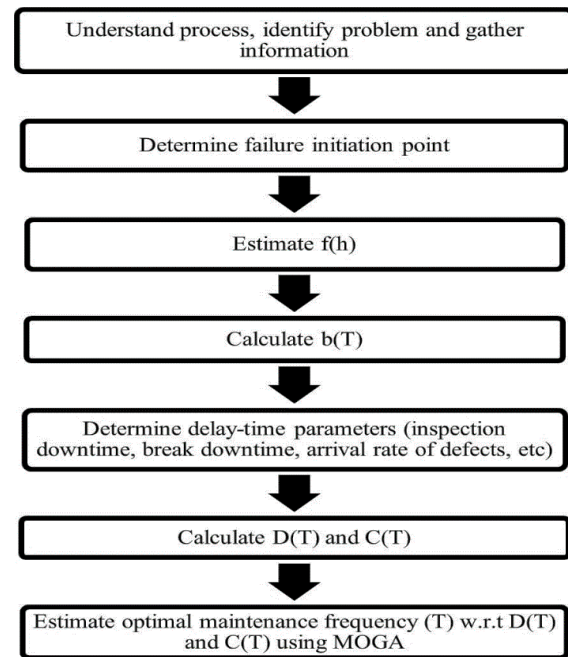 Understand process, identify problem and gather
information
Determine failure initiation point
Estimate f(h)
Calculate b(T)
Determine delay-time parameters (inspection
downtime, break downtime, arrival rate of defects, etc)
Calculate D(T) and C(T)
Estimate optimal maintenance frequency (T) w.r.t D(T)
and C(T) using MOGA